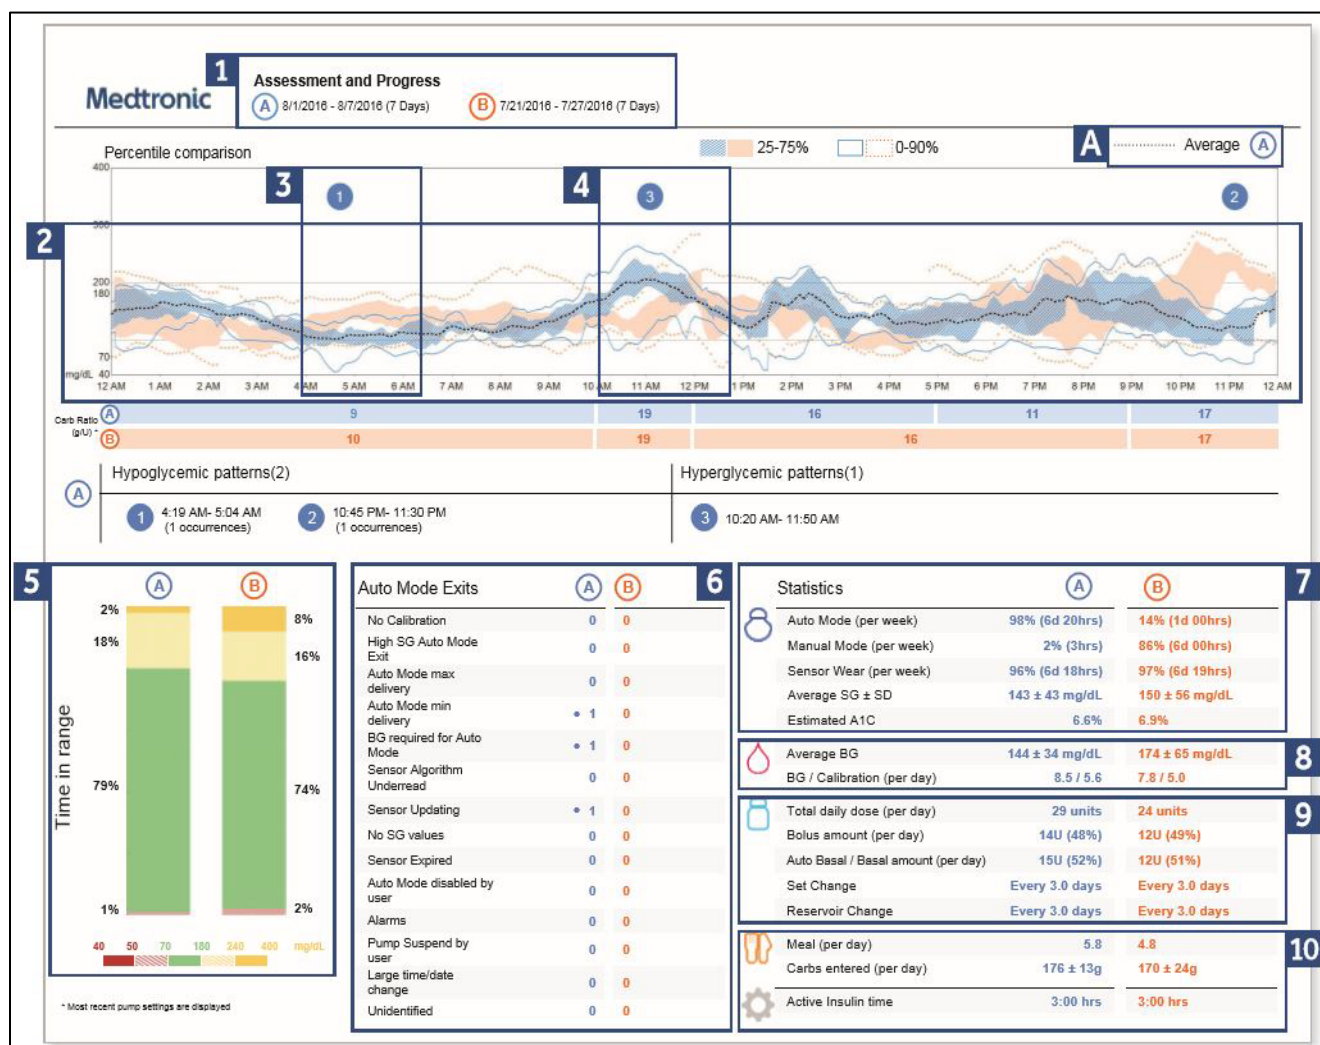 1
Assessment and Progress
Medtronic
A 8/1/2016 - 8/7/2016 (7 Days) B 7/21/2016 - 7/27/2016 (7 Days)
Percentile comparison
25-75% 0-90%
A Average A
400
3 1 4 3 2
2
300
200
180
70
mg/dL 40
12 AM 1 AM 2 AM 3 AM 4 AM 5 AM 6 AM 7 AM 8 AM 9 AM 10 AM 11 AM 12 PM 1 PM 2 PM 3 PM 4 PM 5 PM 6 PM 7 PM 8 PM 9 PM 10 PM 11 PM 12 AM
Carb Ratio (g/U) *
A 9 19 16 11 17
B 10 19 16 17
A
Hypoglycemic patterns(2) Hyperglycemic patterns(1)
1 4:19 AM- 5:04 AM (1 occurrences)
2 10:45 PM- 11:30 PM (1 occurrences)
3 10:20 AM- 11:50 AM
5
A B
Time in range
2% 8%
18% 16%
79% 74%
1% 2%
40 50 70 180 240 400 mg/dL
* Most recent pump settings are displayed
6
Auto Mode Exits A B
No Calibration 0 0
High SG Auto Mode Exit 0 0
Auto Mode max delivery 0 0
Auto Mode min delivery • 1 0
BG required for Auto Mode • 1 0
Sensor Algorithm Underread 0 0
Sensor Updating • 1 0
No SG values 0 0
Sensor Expired 0 0
Auto Mode disabled by user 0 0
Alarms 0 0
Pump Suspend by user 0 0
Large time/date change 0 0
Unidentified 0 0
7
Statistics A B
Auto Mode (per week) 98% (6d 20hrs) 14% (1d 00hrs)
Manual Mode (per week) 2% (3hrs) 86% (6d 00hrs)
Sensor Wear (per week) 96% (6d 18hrs) 97% (6d 19hrs)
Average SG ± SD 143 ± 43 mg/dL 150 ± 56 mg/dL
Estimated A1C 6.6% 6.9%
8
Average BG 144 ± 34 mg/dL 174 ± 65 mg/dL
BG / Calibration (per day) 8.5 / 5.6 7.8 / 5.0
9
Total daily dose (per day) 29 units 24 units
Bolus amount (per day) 14U (48%) 12U (49%)
Auto Basal / Basal amount (per day) 15U (52%) 12U (51%)
Set Change Every 3.0 days Every 3.0 days
Reservoir Change Every 3.0 days Every 3.0 days
10
Meal (per day) 5.8 4.8
Carbs entered (per day) 176 ± 13g 170 ± 24g
Active Insulin time 3:00 hrs 3:00 hrs